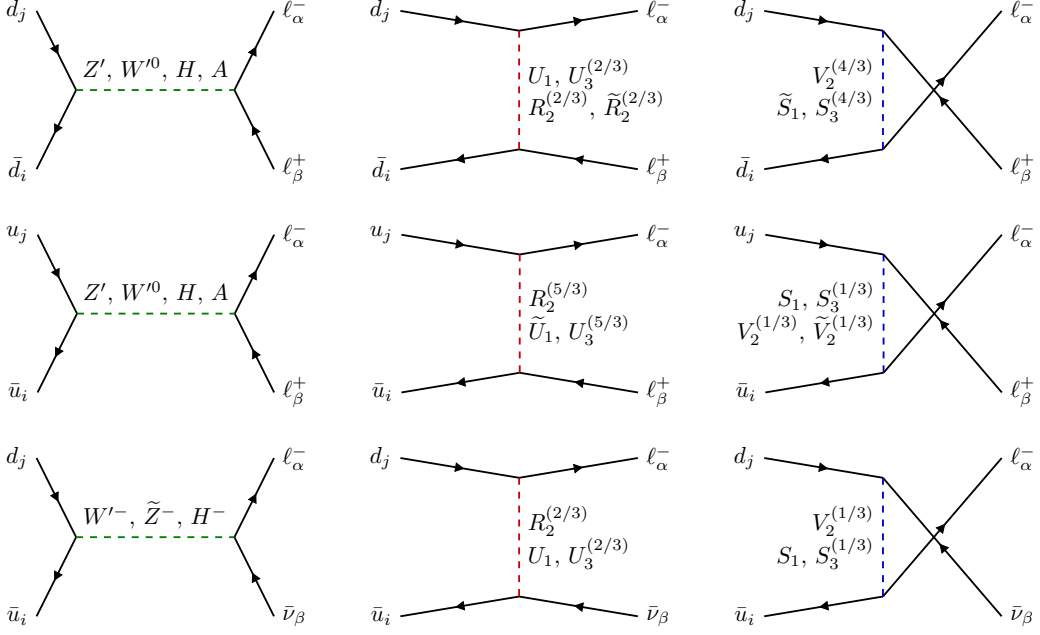 d_j ℓ_α^− d_j ℓ_α^− d_j ℓ_α^−
Z′, W′^0, H, A U_1, U_3^(2/3) V_2^(4/3)
R_2^(2/3), R̃_2^(2/3) S̃_1, S_3^(4/3)
d̄_i ℓ_β^+ d̄_i ℓ_β^+ d̄_i ℓ_β^+
u_j ℓ_α^− u_j ℓ_α^− u_j ℓ_α^−
Z′, W′^0, H, A R_2^(5/3) S_1, S_3^(1/3)
Ũ_1, U_3^(5/3) V_2^(1/3), Ṽ_2^(1/3)
ū_i ℓ_β^+ ū_i ℓ_β^+ ū_i ℓ_β^+
d_j ℓ_α^− d_j ℓ_α^− d_j ℓ_α^−
W′^−, Z̃^−, H^− R_2^(2/3) V_2^(1/3)
U_1, U_3^(2/3) S_1, S_3^(1/3)
ū_i ν̄_β ū_i ν̄_β ū_i ν̄_β